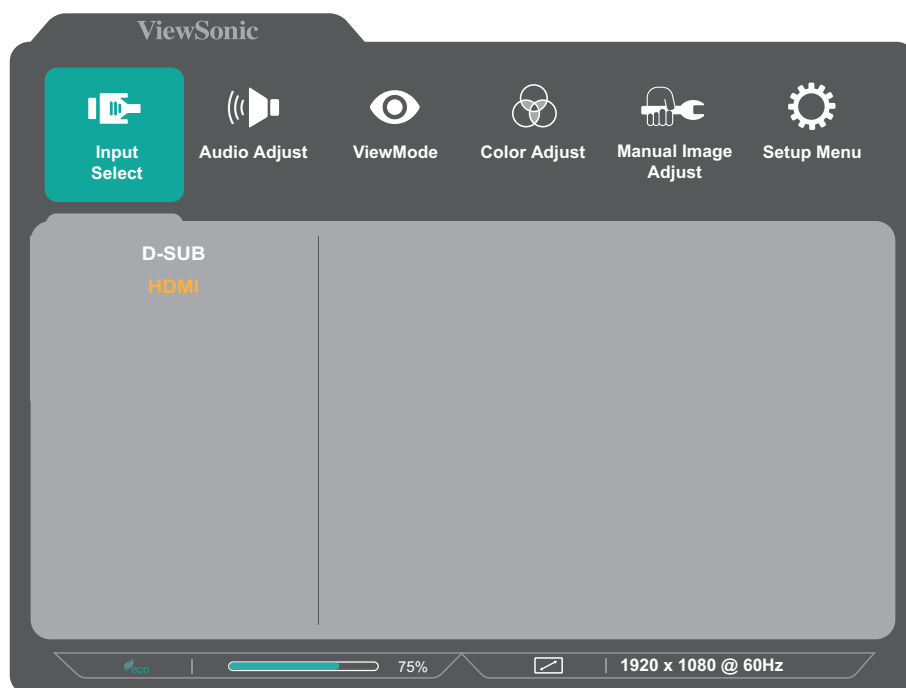 ViewSonic
Input
Select
Audio Adjust
ViewMode
Color Adjust
Manual Image
Adjust
Setup Menu
D-SUB
HDMI
eco
75%
1920 x 1080 @ 60Hz